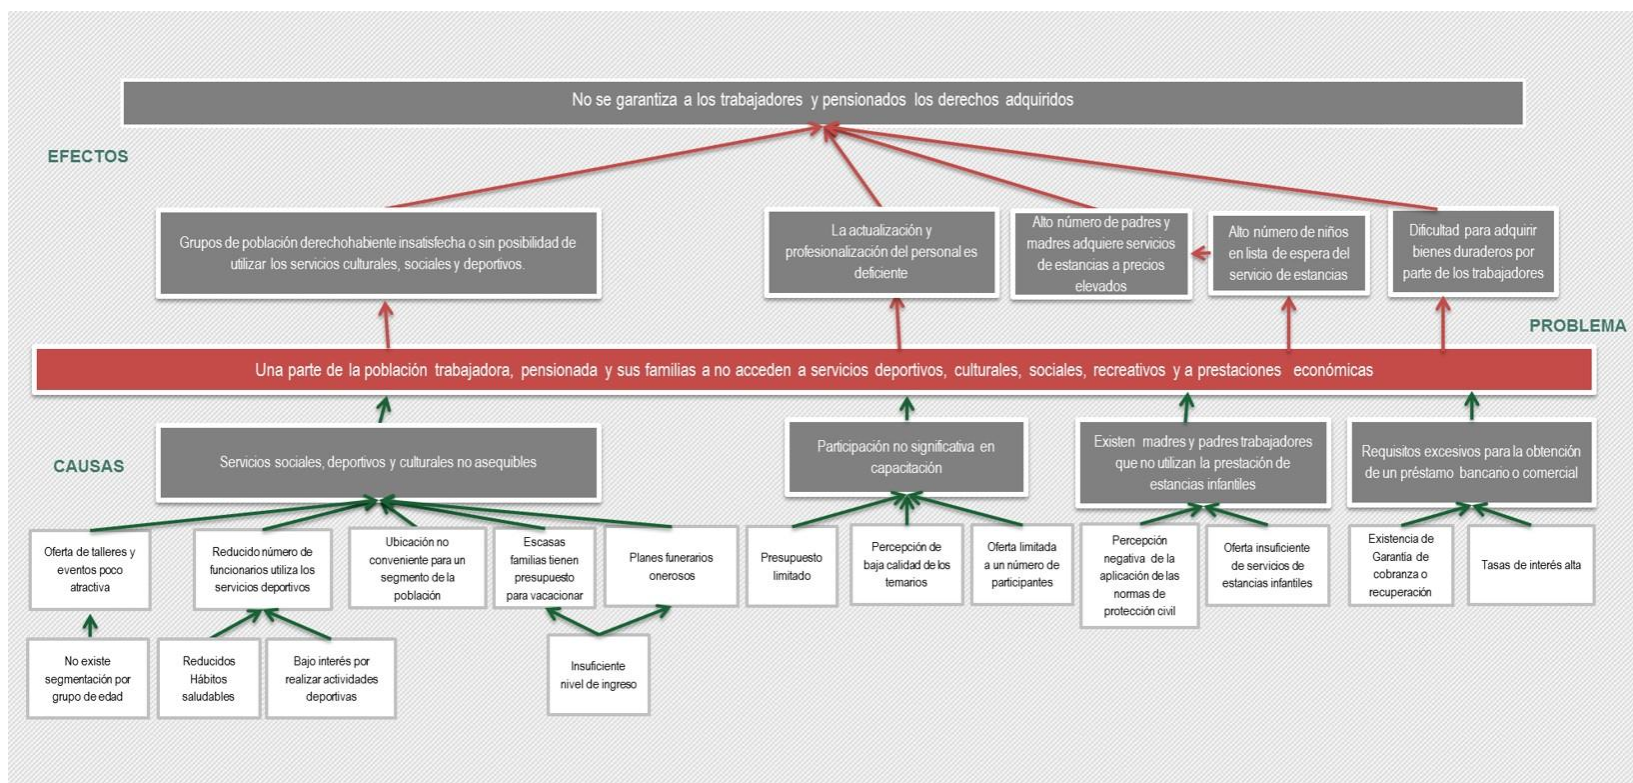 No se garantiza a los trabajadores y pensionados los derechos adquiridos
EFECTOS
Grupos de población derechohabiente insatisfecha o sin posibilidad de
utilizar los servicios culturales, sociales y deportivos.
La actualización y
profesionalización del personal es
deficiente
Alto número de padres y
madres adquiere servicios
de estancias a precios
elevados
Alto número de niños
en lista de espera del
servicio de estancias
Dificultad para adquirir
bienes duraderos por
parte de los trabajadores
PROBLEMA
Una parte de la población trabajadora, pensionada y sus familias a no acceden a servicios deportivos, culturales, sociales, recreativos y a prestaciones económicas
CAUSAS
Servicios sociales, deportivos y culturales no asequibles
Participación no significativa en
capacitación
Existen madres y padres trabajadores
que no utilizan la prestación de
estancias infantiles
Requisitos excesivos para la obtención
de un préstamo bancario o comercial
Oferta de talleres y
eventos poco
atractiva
Reducido número de
funcionarios utiliza los
servicios deportivos
Ubicación no
conveniente para un
segmento de la
población
Escasas
familias tienen
presupuesto
para vacacionar
Planes funerarios
onerosos
Presupuesto
limitado
Percepción de
baja calidad de los
temarios
Oferta limitada
a un número de
participantes
Percepción
negativa de la
aplicación de las
normas de
protección civil
Oferta insuficiente
de servicios de
estancias infantiles
Existencia de
Garantía de
cobranza o
recuperación
Tasas de interés alta
No existe
segmentación por
grupo de edad
Reducidos
Hábitos
saludables
Bajo interés por
realizar actividades
deportivas
Insuficiente
nivel de ingreso